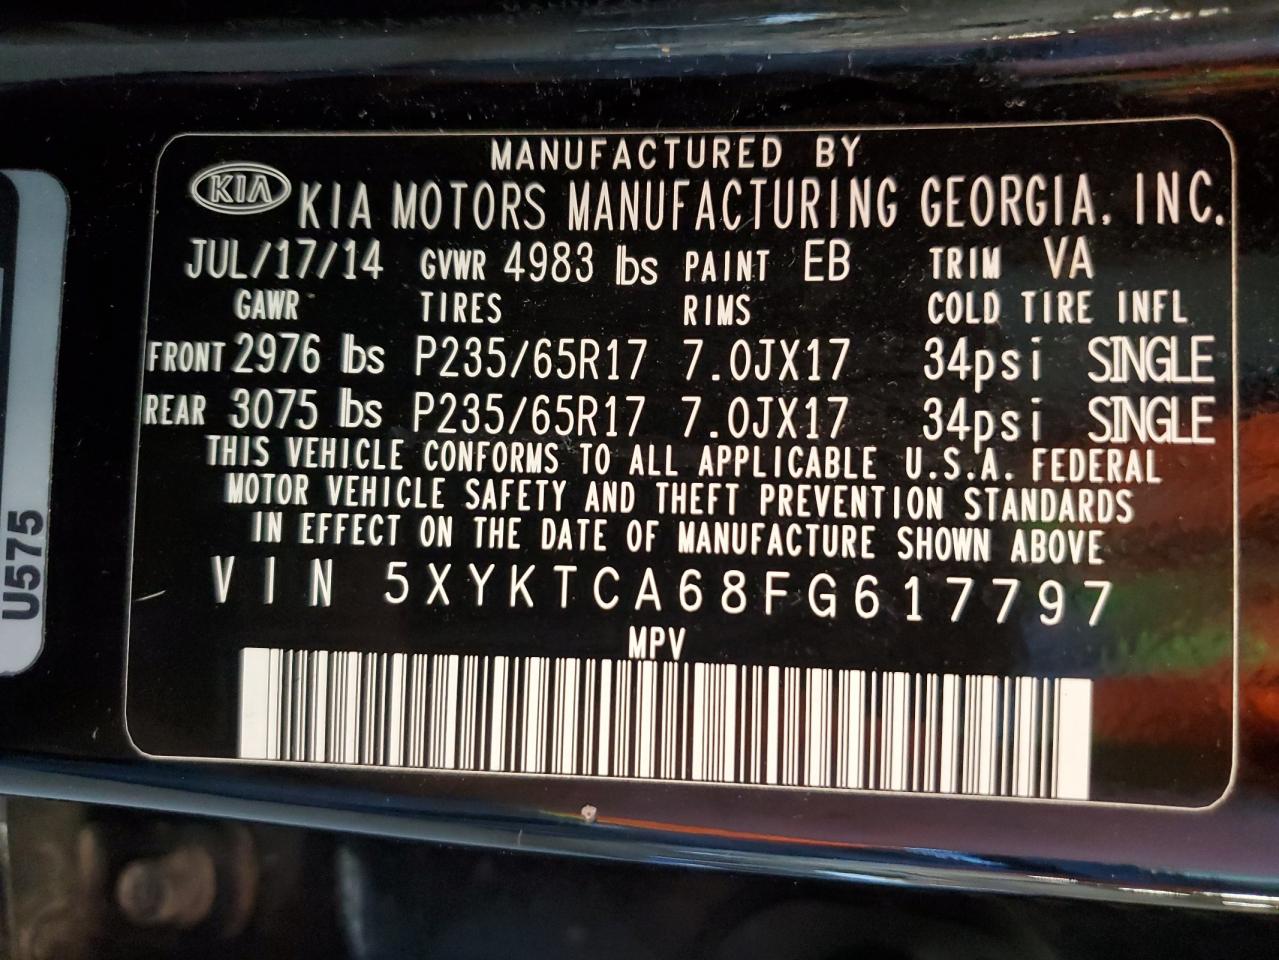 MANUFACTURED BY
KIA KIA MOTORS MANUFACTURING GEORGIA, INC.
JUL/17/14 GVWR 4983 lbs PAINT EB TRIM VA
GAWR TIRES RIMS COLD TIRE INFL
FRONT 2976 lbs P235/65R17 7.0JX17 34psi SINGLE
REAR 3075 lbs P235/65R17 7.0JX17 34psi SINGLE
THIS VEHICLE CONFORMS TO ALL APPLICABLE U.S.A. FEDERAL
MOTOR VEHICLE SAFETY AND THEFT PREVENTION STANDARDS
IN EFFECT ON THE DATE OF MANUFACTURE SHOWN ABOVE
VIN 5XYKTCA68FG617797
MPV
U575